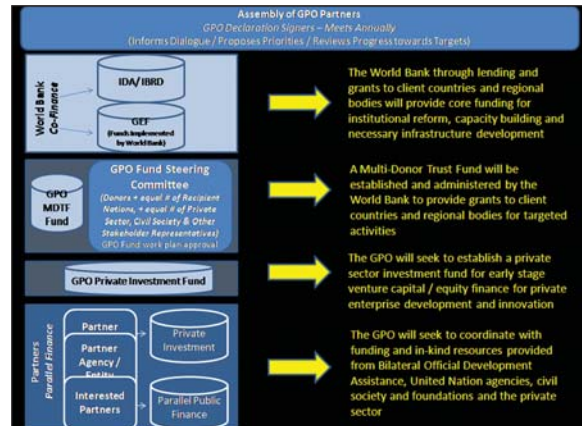 Assembly of GPO Partners
GPO Declaration Signers – Meets Annually
(Informs Dialogue / Proposes Priorities / Reviews Progress towards Targets)
World Bank
Co-Finance
IDA/IBRD
GEF
(Funds Implemented
by World Bank)
The World Bank through lending and
grants to client countries and regional
bodies will provide core funding for
institutional reform, capacity building and
necessary infrastructure development
GPO
MDTF
Fund
GPO Fund Steering
Committee
(Donors + equal # of Recipient
Nations, + equal # of Private
Sector, Civil Society & Other
Stakeholder Representatives)
GPO Fund work plan approval
A Multi-Donor Trust Fund will be
established and administered by the
World Bank to provide grants to client
countries and regional bodies for targeted
activities
GPO Private Investment Fund
The GPO will seek to establish a private
sector investment fund for early stage
venture capital / equity finance for private
enterprise development and innovation
Partners
Parallel Finance
Partner
Partner
Agency /
Entity
Interested
Partners
Private
Investment
Parallel Public
Finance
The GPO will seek to coordinate with
funding and in-kind resources provided
from Bilateral Official Development
Assistance, United Nation agencies, civil
society and foundations and the private
sector